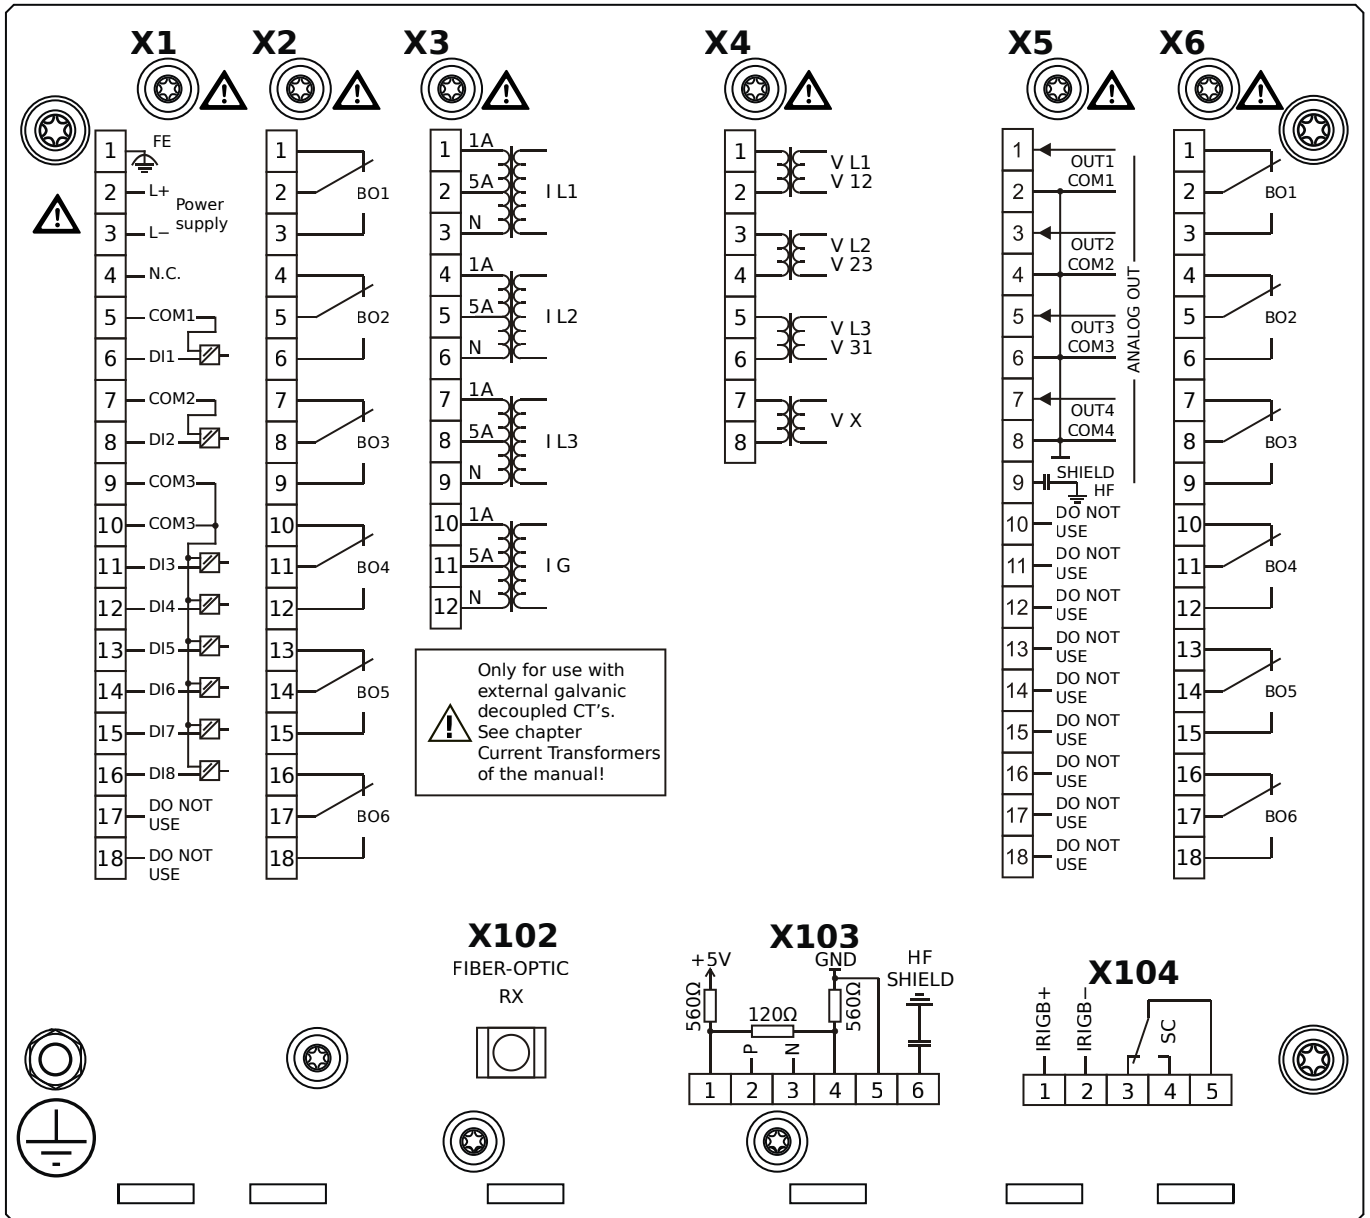 X1 X2 X3 X4 X5 X6
1 FE
2 L+
Power
supply
3 L−
4 N.C.
5 COM1
6 DI1
7 COM2
8 DI2
9 COM3
10 COM3
11 DI3
12 DI4
13 DI5
14 DI6
15 DI7
16 DI8
17 DO NOT
USE
18 DO NOT
USE
1
2 BO1
3
4
5 BO2
6
7
8 BO3
9
10
11 BO4
12
13
14 BO5
15
16
17 BO6
18
1 1A
2 5A I L1
3 N
4 1A
5 5A I L2
6 N
7 1A
8 5A I L3
9 N
10 1A
11 5A I G
12 N
Only for use with
external galvanic
decoupled CT's.
See chapter
Current Transformers
of the manual!
1 V L1
2 V 12
3 V L2
4 V 23
5 V L3
6 V 31
7 V X
8
1 OUT1
2 COM1
3 OUT2
4 COM2
5 OUT3
6 COM3
7 OUT4
8 COM4
ANALOG OUT
9 SHIELD
HF
10 DO NOT
USE
11 DO NOT
USE
12 DO NOT
USE
13 DO NOT
USE
14 DO NOT
USE
15 DO NOT
USE
16 DO NOT
USE
17 DO NOT
USE
18 DO NOT
USE
1
2 BO1
3
4
5 BO2
6
7
8 BO3
9
10
11 BO4
12
13
14 BO5
15
16
17 BO6
18
X102
FIBER-OPTIC
RX
X103
+5V GND HF
SHIELD
560Ω 120Ω 560Ω
P N
1 2 3 4 5 6
X104
IRIGB+ IRIGB− SC
1 2 3 4 5